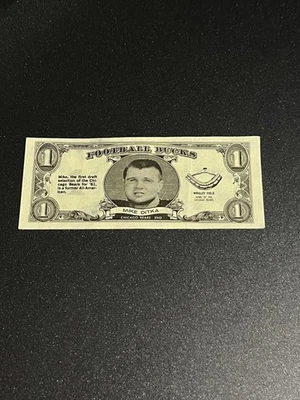 FOOTBALL BUCKS
1
1
Mike, the first draft
selection of the Chi-
cago Bears for '61,
is a former All-Amer-
ican.
WRIGLEY FIELD
HOME OF THE
CHICAGO BEARS
MIKE DITKA
CHICAGO BEARS END
1
1